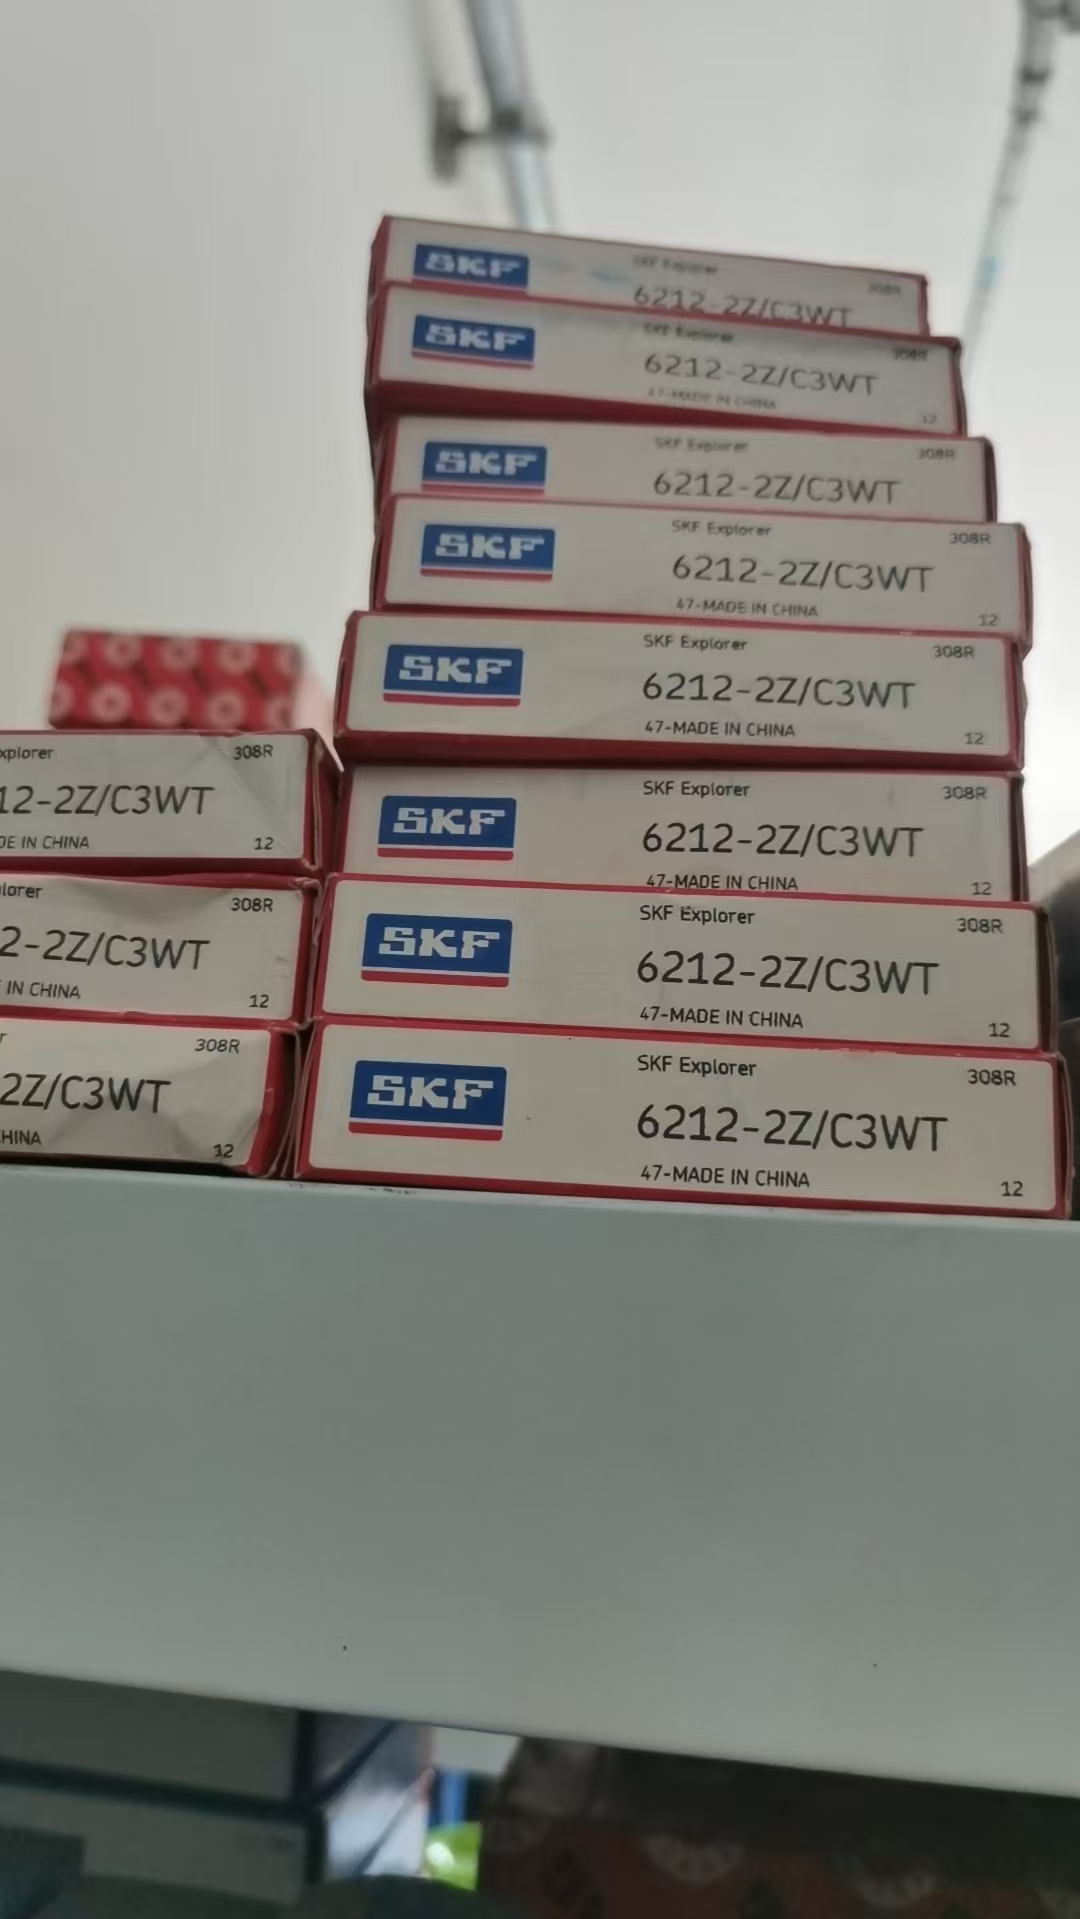 SKF
SKF Explorer
308R
6212-2Z/C3WT
SKF
SKF Explorer
308R
6212-2Z/C3WT
47-MADE IN CHINA
12
SKF
SKF Explorer
308R
6212-2Z/C3WT
SKF
SKF Explorer
308R
6212-2Z/C3WT
47-MADE IN CHINA
12
SKF
SKF Explorer
308R
6212-2Z/C3WT
47-MADE IN CHINA
12
SKF
SKF Explorer
308R
6212-2Z/C3WT
47-MADE IN CHINA
12
SKF
SKF Explorer
308R
6212-2Z/C3WT
47-MADE IN CHINA
12
SKF
SKF Explorer
308R
6212-2Z/C3WT
47-MADE IN CHINA
12
xplorer
308R
12-2Z/C3WT
DE IN CHINA
12
lorer
308R
2-2Z/C3WT
IN CHINA
12
308R
2Z/C3WT
HINA
12